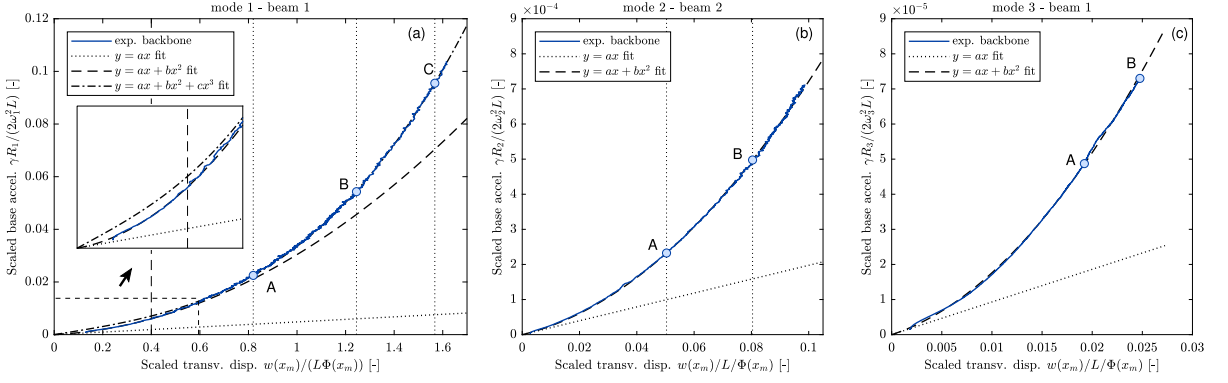 mode 1 - beam 1
(a)
exp. backbone
y = ax fit
y = ax + bx² fit
y = ax + bx² + cx³ fit
A
B
C
0.12
0.1
0.08
0.06
0.04
0.02
0
0 0.2 0.4 0.6 0.8 1 1.2 1.4 1.6
Scaled base accel. γR₁/(2ω₁²L) [-]
Scaled transv. disp. w(xₘ)/(LΦ(xₘ)) [-]
mode 2 - beam 2
×10⁻⁴
(b)
exp. backbone
y = ax fit
y = ax + bx² fit
A
B
9
8
7
6
5
4
3
2
1
0
0 0.02 0.04 0.06 0.08 0.1
Scaled base accel. γR₂/(2ω₂²L) [-]
Scaled transv. disp. w(xₘ)/L/Φ(xₘ) [-]
mode 3 - beam 1
×10⁻⁵
(c)
exp. backbone
y = ax fit
y = ax + bx² fit
A
B
9
8
7
6
5
4
3
2
1
0
0 0.005 0.01 0.015 0.02 0.025 0.03
Scaled base accel. γR₃/(2ω₃²L) [-]
Scaled transv. disp. w(xₘ)/L/Φ(xₘ) [-]